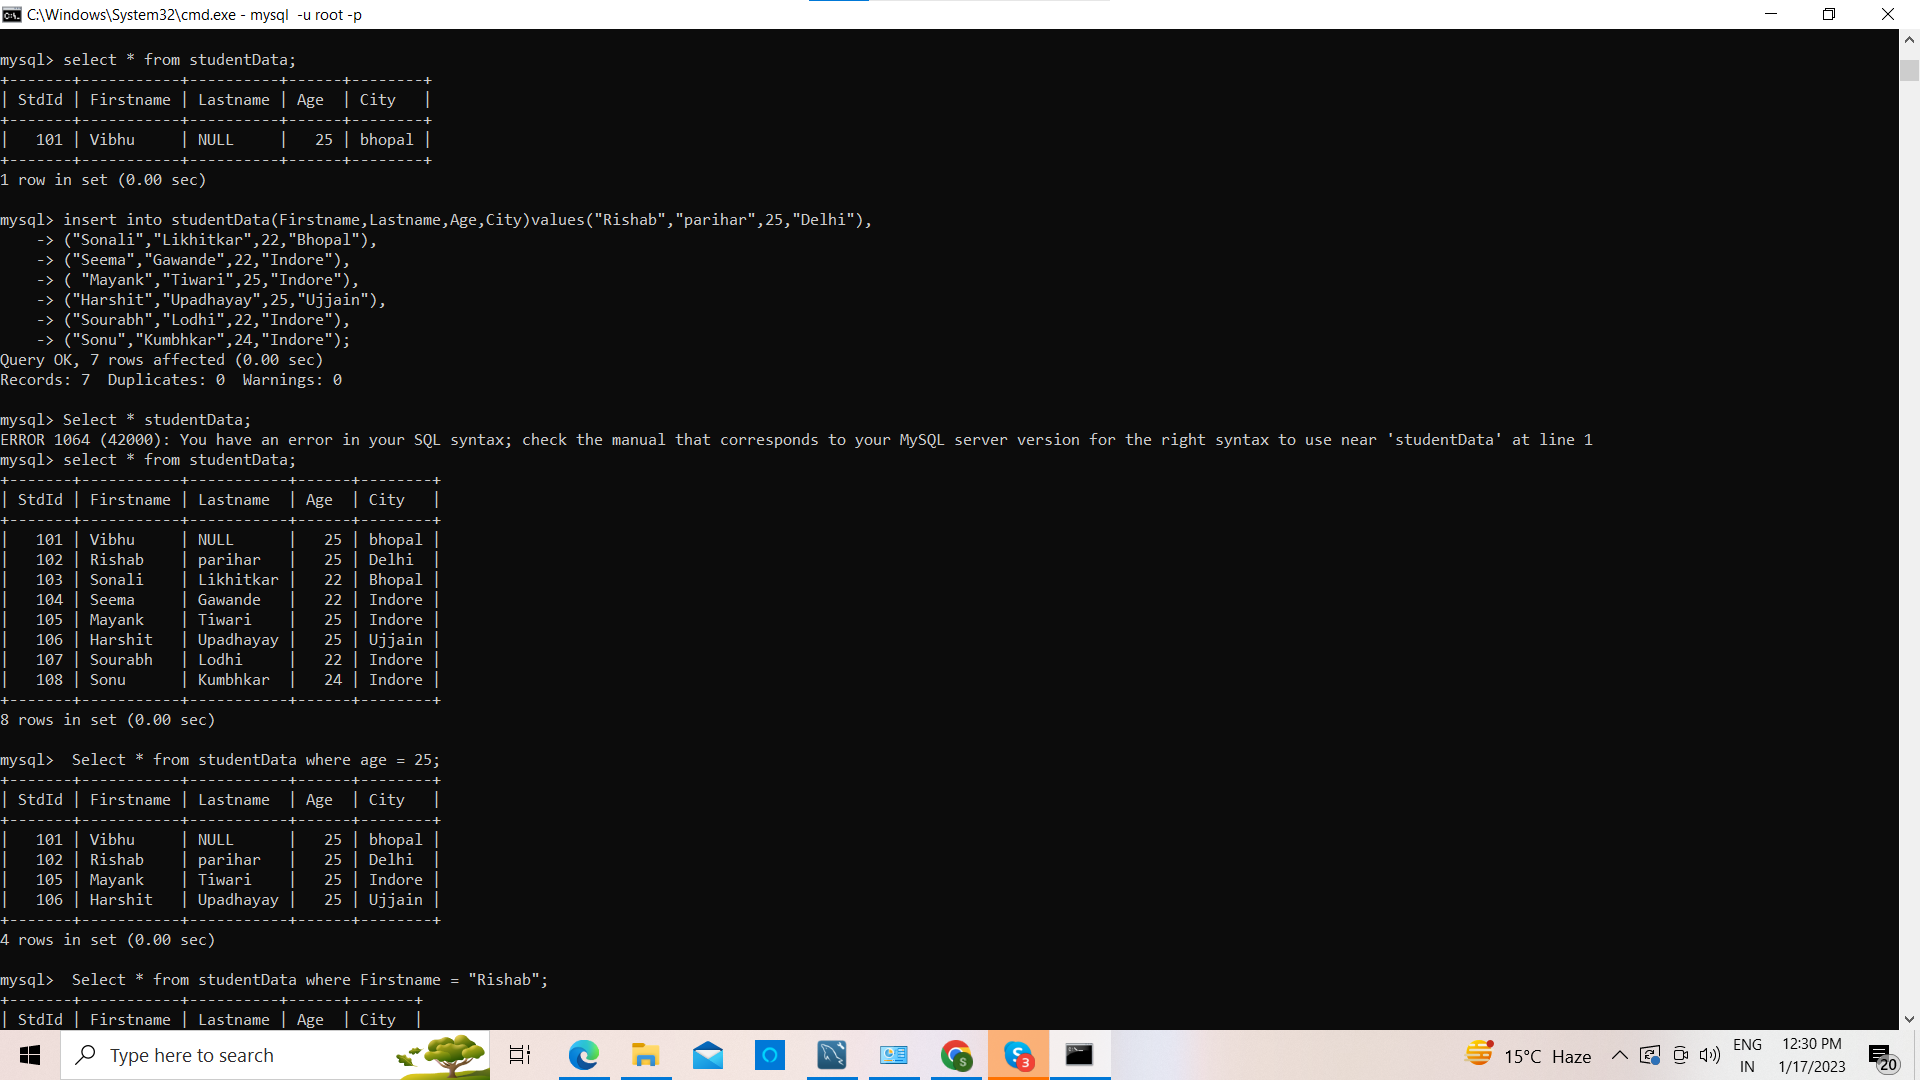 C:\Windows\System32\cmd.exe - mysql  -u root -p
mysql> select * from studentData;
+-------+-----------+----------+------+--------+
| StdId | Firstname | Lastname | Age  | City   |
+-------+-----------+----------+------+--------+
|   101 | Vibhu     | NULL     |   25 | bhopal |
+-------+-----------+----------+------+--------+
1 row in set (0.00 sec)
mysql> insert into studentData(Firstname,Lastname,Age,City)values("Rishab","parihar",25,"Delhi"),
    -> ("Sonali","Likhitkar",22,"Bhopal"),
    -> ("Seema","Gawande",22,"Indore"),
    -> ( "Mayank","Tiwari",25,"Indore"),
    -> ("Harshit","Upadhayay",25,"Ujjain"),
    -> ("Sourabh","Lodhi",22,"Indore"),
    -> ("Sonu","Kumbhkar",24,"Indore");
Query OK, 7 rows affected (0.00 sec)
Records: 7  Duplicates: 0  Warnings: 0
mysql> Select * studentData;
ERROR 1064 (42000): You have an error in your SQL syntax; check the manual that corresponds to your MySQL server version for the right syntax to use near 'studentData' at line 1
mysql> select * from studentData;
+-------+-----------+-----------+------+--------+
| StdId | Firstname | Lastname  | Age  | City   |
+-------+-----------+-----------+------+--------+
|   101 | Vibhu     | NULL      |   25 | bhopal |
|   102 | Rishab    | parihar   |   25 | Delhi  |
|   103 | Sonali    | Likhitkar |   22 | Bhopal |
|   104 | Seema     | Gawande   |   22 | Indore |
|   105 | Mayank    | Tiwari    |   25 | Indore |
|   106 | Harshit   | Upadhayay |   25 | Ujjain |
|   107 | Sourabh   | Lodhi     |   22 | Indore |
|   108 | Sonu      | Kumbhkar  |   24 | Indore |
+-------+-----------+-----------+------+--------+
8 rows in set (0.00 sec)
mysql>  Select * from studentData where age = 25;
+-------+-----------+-----------+------+--------+
| StdId | Firstname | Lastname  | Age  | City   |
+-------+-----------+-----------+------+--------+
|   101 | Vibhu     | NULL      |   25 | bhopal |
|   102 | Rishab    | parihar   |   25 | Delhi  |
|   105 | Mayank    | Tiwari    |   25 | Indore |
|   106 | Harshit   | Upadhayay |   25 | Ujjain |
+-------+-----------+-----------+------+--------+
4 rows in set (0.00 sec)
mysql>  Select * from studentData where Firstname = "Rishab";
+-------+-----------+----------+------+-------+
| StdId | Firstname | Lastname | Age  | City  |
Type here to search
S
3
15°C  Haze
ENG
IN
12:30 PM
1/17/2023
20